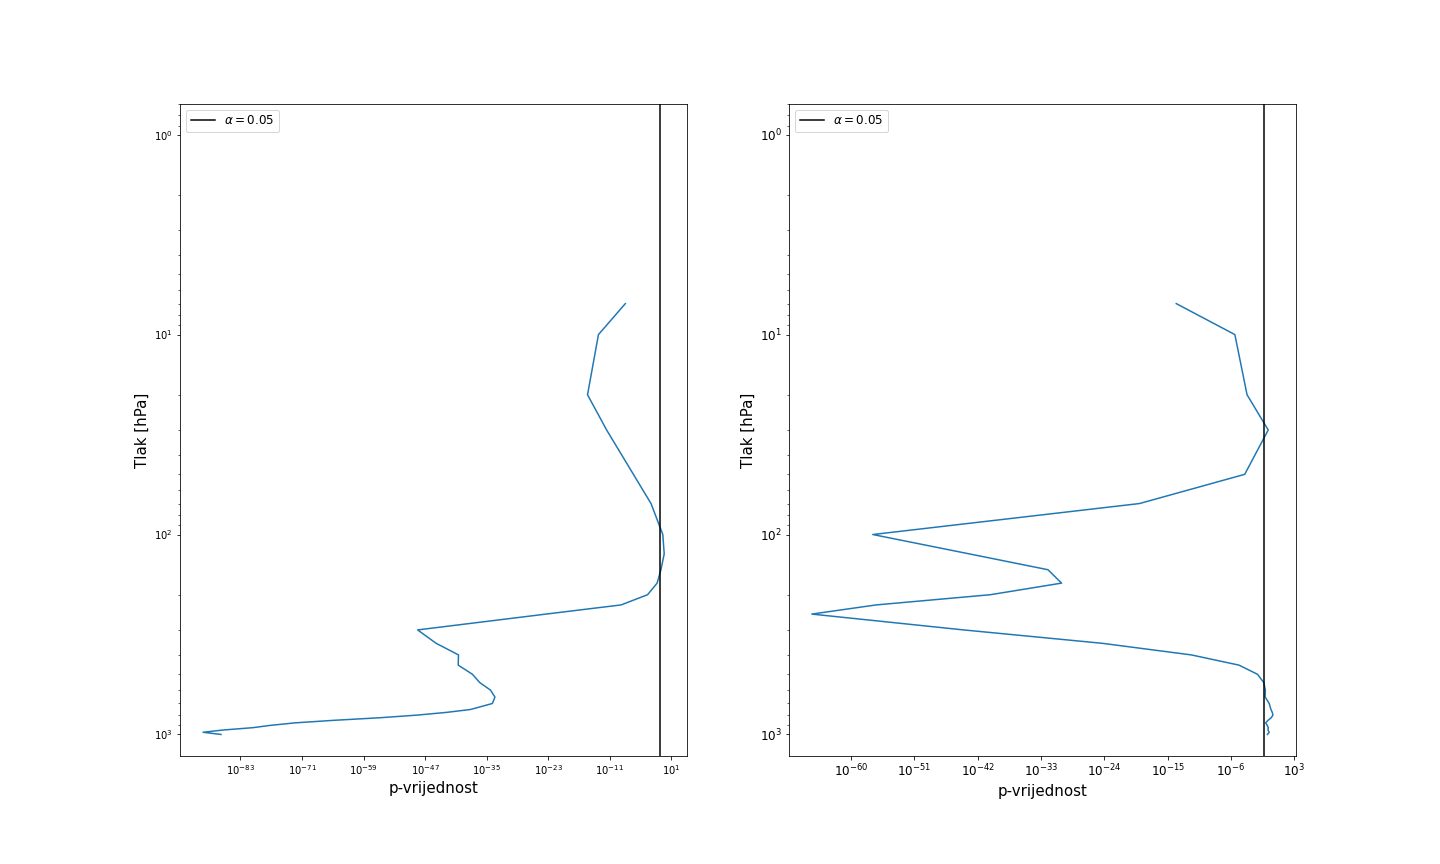 α = 0.05
10⁰
10¹
10²
10³
Tlak [hPa]
10⁻⁸³ 10⁻⁷¹ 10⁻⁵⁹ 10⁻⁴⁷ 10⁻³⁵ 10⁻²³ 10⁻¹¹ 10¹
p-vrijednost
α = 0.05
10⁰
10¹
10²
10³
Tlak [hPa]
10⁻⁶⁰ 10⁻⁵¹ 10⁻⁴² 10⁻³³ 10⁻²⁴ 10⁻¹⁵ 10⁻⁶ 10³
p-vrijednost